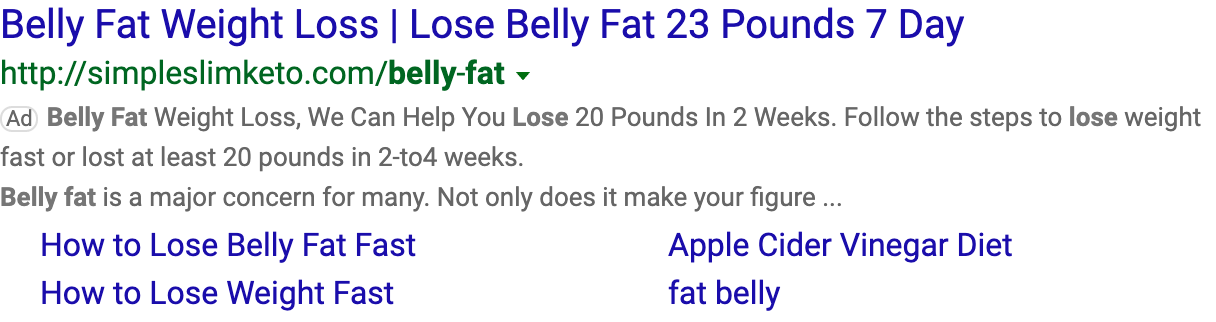 Belly Fat Weight Loss | Lose Belly Fat 23 Pounds 7 Day
http://simpleslimketo.com/belly-fat
Ad Belly Fat Weight Loss, We Can Help You Lose 20 Pounds In 2 Weeks. Follow the steps to lose weight
fast or lost at least 20 pounds in 2-to4 weeks.
Belly fat is a major concern for many. Not only does it make your figure ...
How to Lose Belly Fat Fast Apple Cider Vinegar Diet
How to Lose Weight Fast fat belly